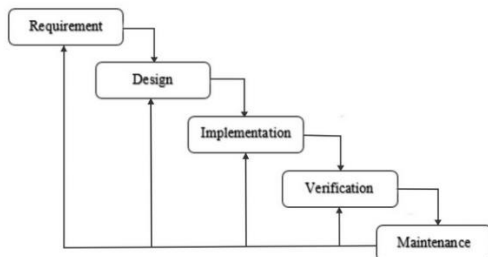 Requirement
Design
Implementation
Verification
Maintenance